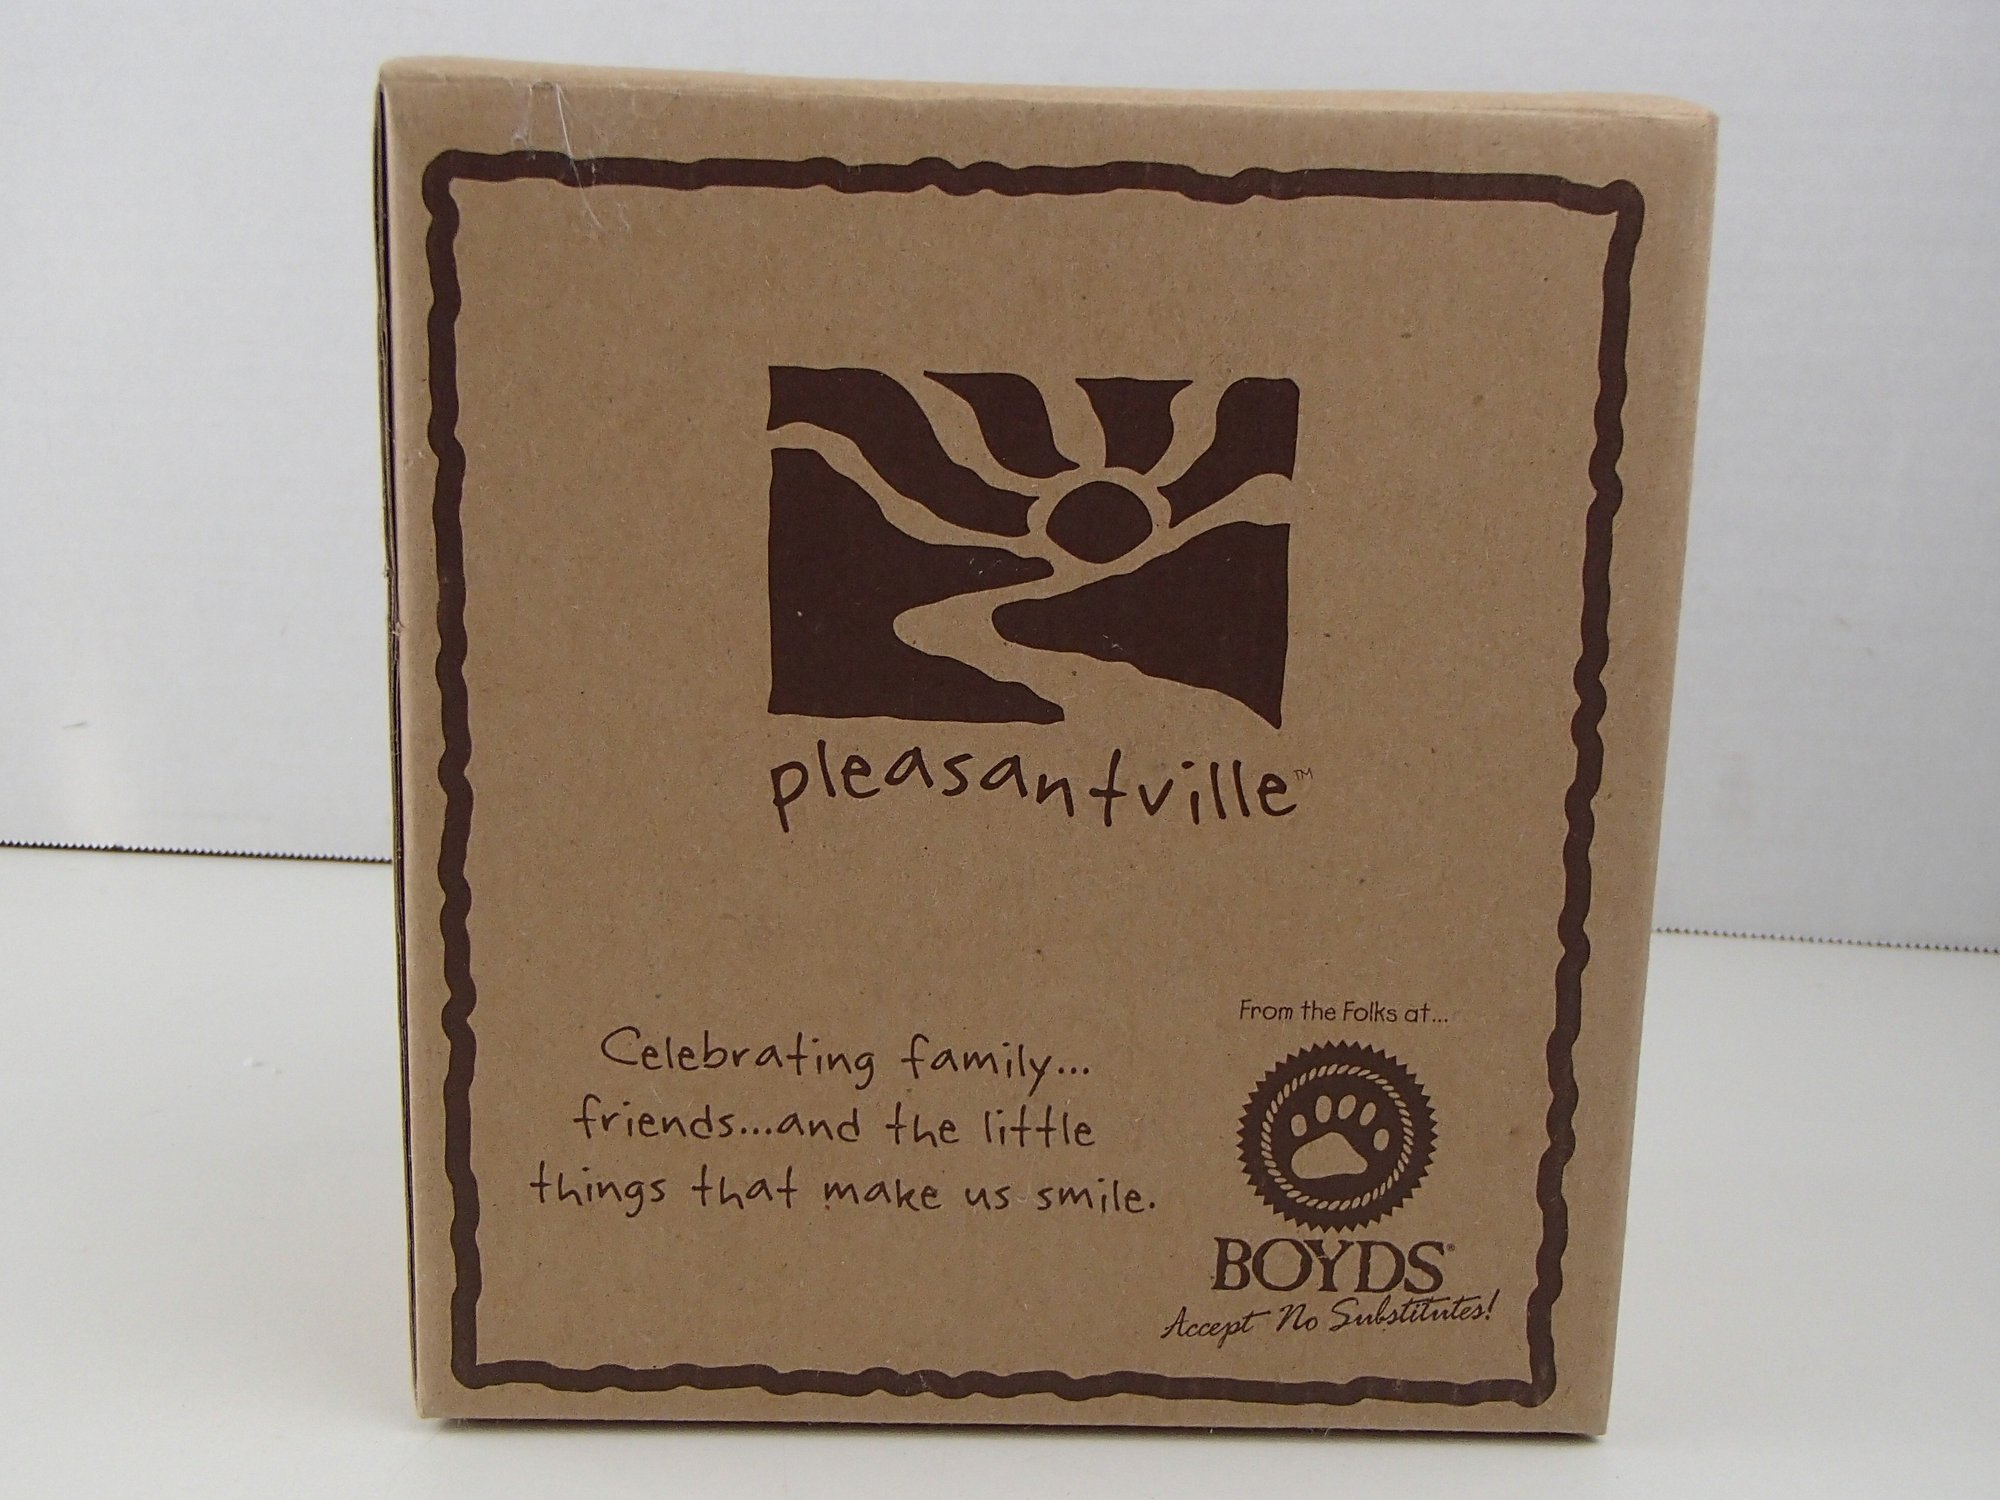 pleasantville™
Celebrating family...
friends...and the little
things that make us smile.
From the Folks at...
BOYDS®
Accept No Substitutes!